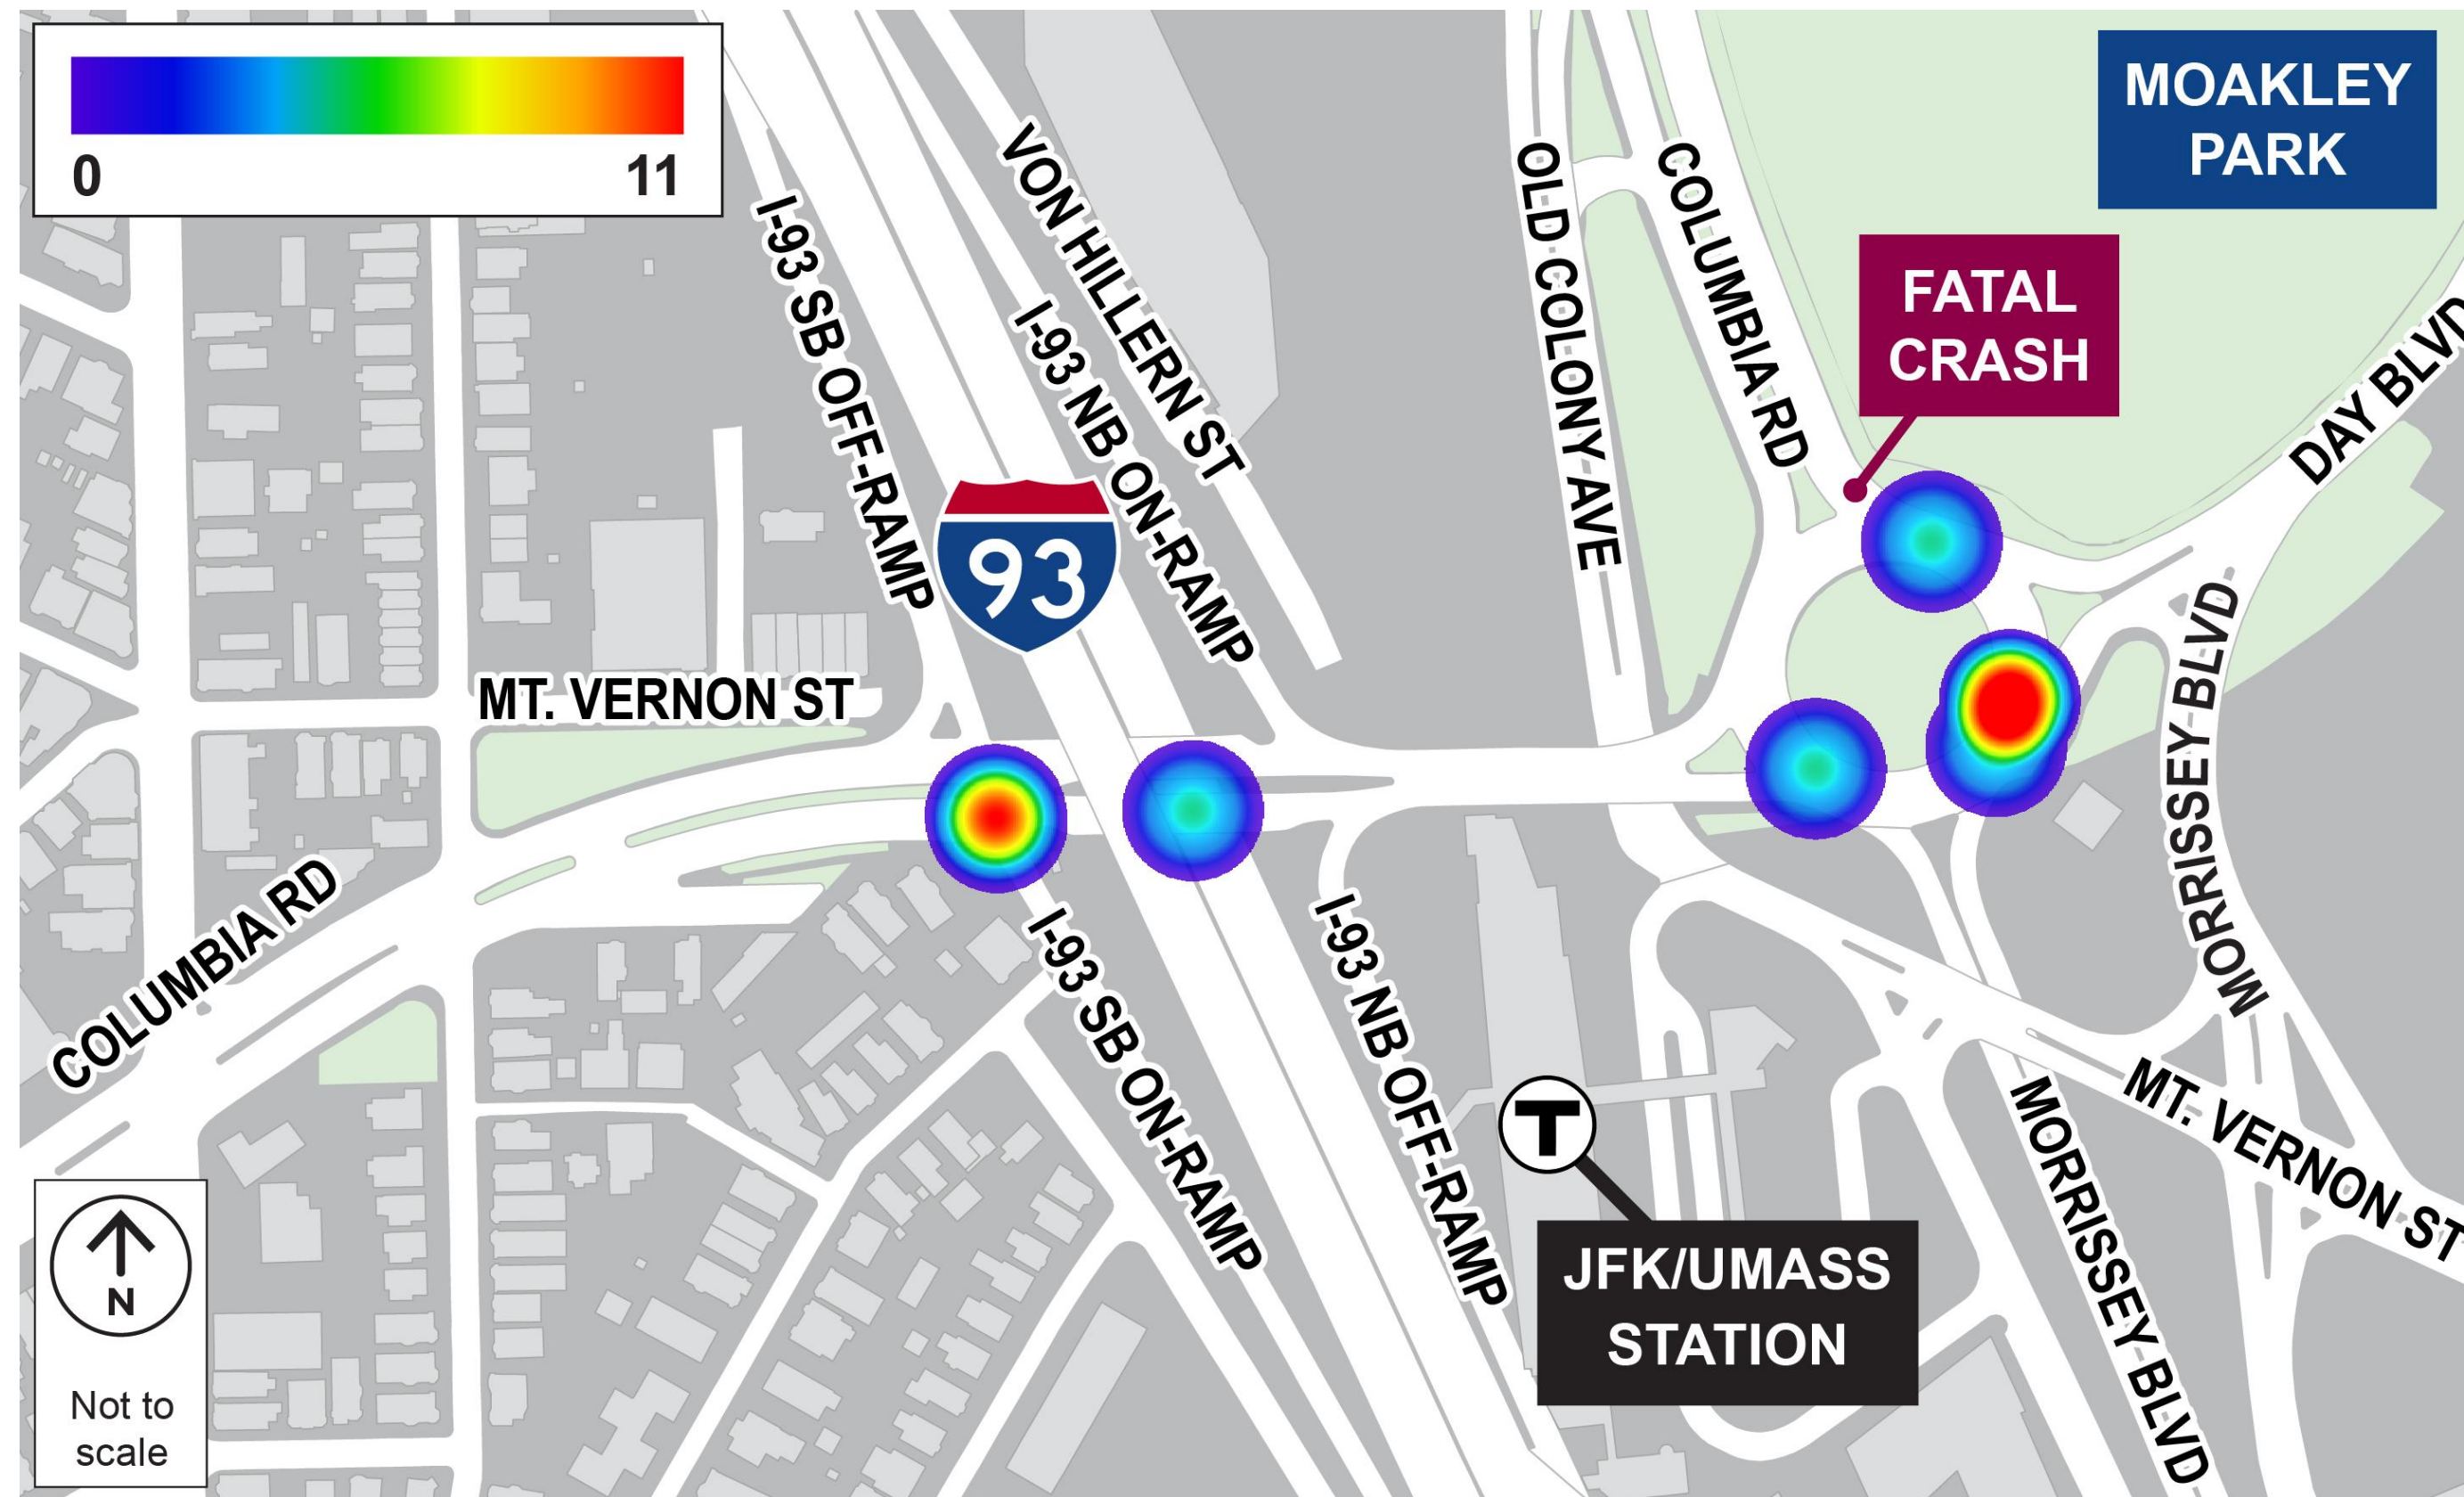 0
11
MOAKLEY
PARK
FATAL
CRASH
VON HILLERN ST
I-93 SB OFF-RAMP
I-93 NB ON-RAMP
OLD COLONY AVE
COLUMBIA RD
DAY BLVD
93
MT. VERNON ST
MORRISSEY BLVD
COLUMBIA RD
I-93 SB ON-RAMP
I-93 NB OFF-RAMP
T
JFK/UMASS
STATION
MORRISSEY BLVD
MT. VERNON ST
N
Not to
scale